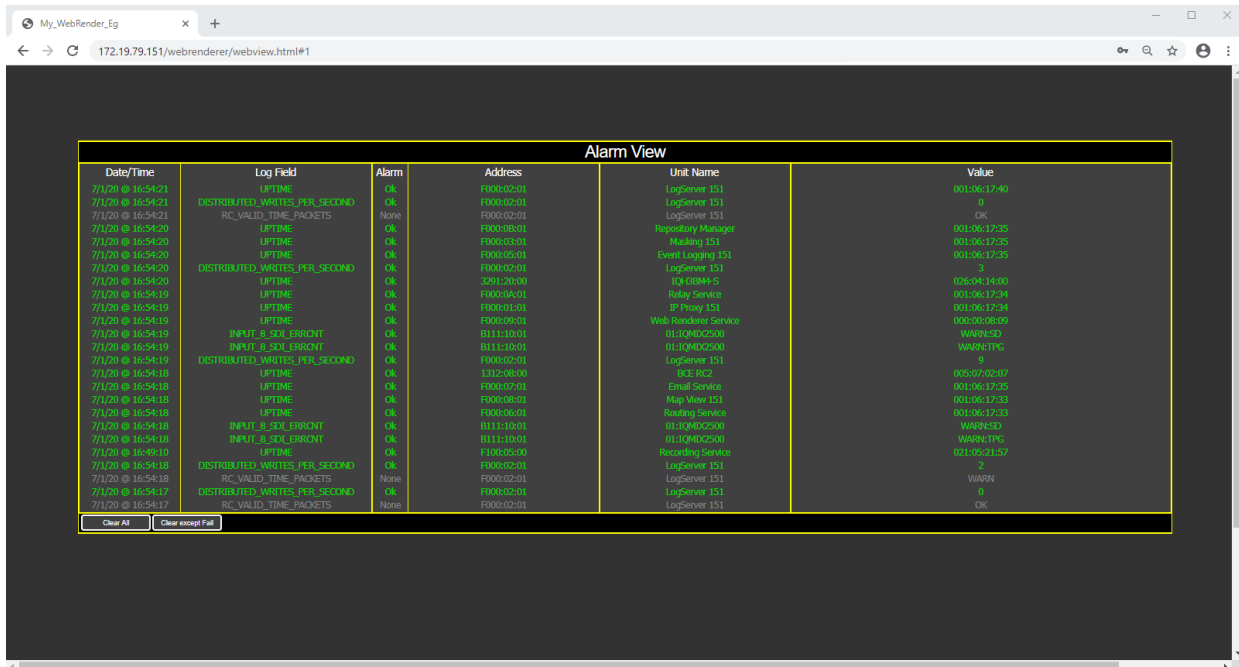 My_WebRender_Eg
172.19.79.151/webrenderer/webview.html#1
Alarm View
Date/Time Log Field Alarm Address Unit Name Value
7/1/20 @ 16:54:21 UPTIME Ok F000:02:01 LogServer 151 001:06:17:40
7/1/20 @ 16:54:21 DISTRIBUTED_WRITES_PER_SECOND Ok F000:02:01 LogServer 151 0
7/1/20 @ 16:54:21 RC_VALID_TIME_PACKETS None F000:02:01 LogServer 151 OK
7/1/20 @ 16:54:20 UPTIME Ok F000:0B:01 Repository Manager 001:06:17:35
7/1/20 @ 16:54:20 UPTIME Ok F000:03:01 Masking 151 001:06:17:35
7/1/20 @ 16:54:20 UPTIME Ok F000:05:01 Event Logging 151 001:06:17:35
7/1/20 @ 16:54:20 DISTRIBUTED_WRITES_PER_SECOND Ok F000:02:01 LogServer 151 3
7/1/20 @ 16:54:20 UPTIME Ok 3291:20:00 IQH3BM4-S 026:04:14:00
7/1/20 @ 16:54:19 UPTIME Ok F000:0A:01 Relay Service 001:06:17:34
7/1/20 @ 16:54:19 UPTIME Ok F000:01:01 IP Proxy 151 001:06:17:34
7/1/20 @ 16:54:19 UPTIME Ok F000:09:01 Web Renderer Service 000:00:08:09
7/1/20 @ 16:54:19 INPUT_8_SDI_ERRCNT Ok B111:10:01 01:IQMIX2500 WARN:SD
7/1/20 @ 16:54:19 INPUT_8_SDI_ERRCNT Ok B111:10:01 01:IQMIX2500 WARN:TPG
7/1/20 @ 16:54:19 DISTRIBUTED_WRITES_PER_SECOND Ok F000:02:01 LogServer 151 9
7/1/20 @ 16:54:18 UPTIME Ok 1312:08:00 BCE RC2 005:07:02:07
7/1/20 @ 16:54:18 UPTIME Ok F000:07:01 Email Service 001:06:17:35
7/1/20 @ 16:54:18 UPTIME Ok F000:08:01 Map View 151 001:06:17:33
7/1/20 @ 16:54:18 UPTIME Ok F000:06:01 Routing Service 001:06:17:33
7/1/20 @ 16:54:18 INPUT_8_SDI_ERRCNT Ok B111:10:01 01:IQMIX2500 WARN:SD
7/1/20 @ 16:54:18 INPUT_8_SDI_ERRCNT Ok B111:10:01 01:IQMIX2500 WARN:TPG
7/1/20 @ 16:49:10 UPTIME Ok F100:05:00 Recording Service 021:05:21:57
7/1/20 @ 16:54:18 DISTRIBUTED_WRITES_PER_SECOND Ok F000:02:01 LogServer 151 2
7/1/20 @ 16:54:18 RC_VALID_TIME_PACKETS None F000:02:01 LogServer 151 WARN
7/1/20 @ 16:54:17 DISTRIBUTED_WRITES_PER_SECOND Ok F000:02:01 LogServer 151 0
7/1/20 @ 16:54:17 RC_VALID_TIME_PACKETS None F000:02:01 LogServer 151 OK
Clear All Clear except Fail